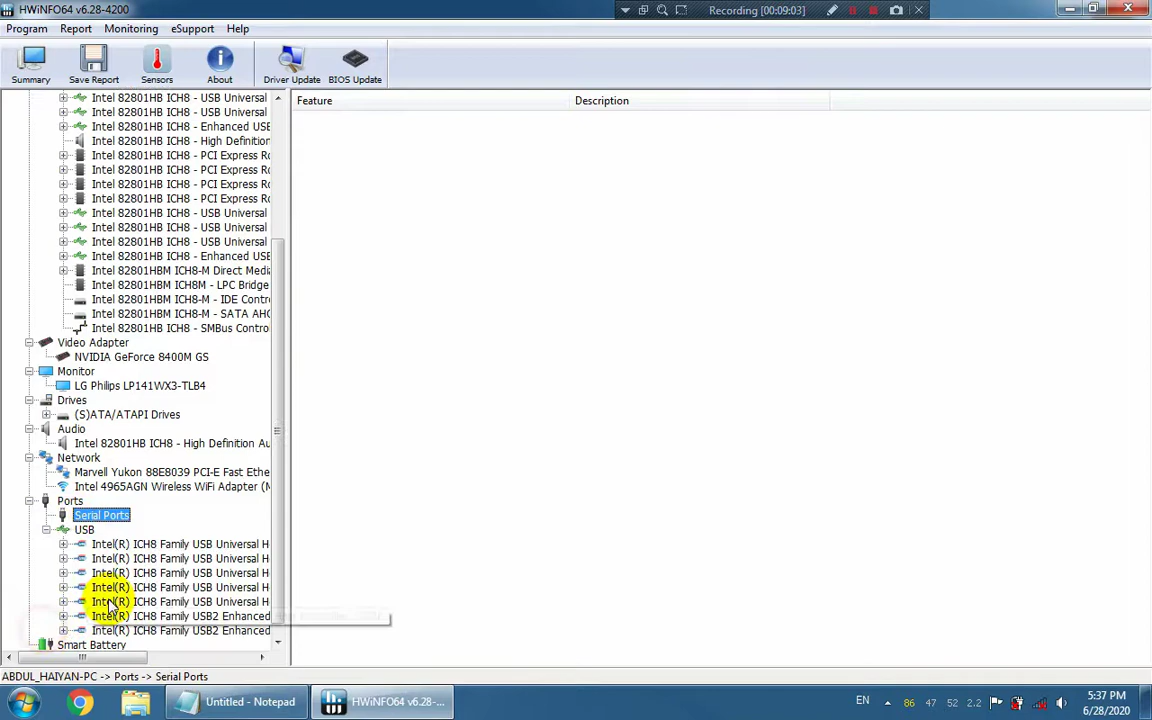 HWiNFO64 v6.28-4200
Recording [00:09:03]
Program Report Monitoring eSupport Help
Summary Save Report Sensors About Driver Update BIOS Update
Feature Description
Intel 82801HB ICH8 - USB Universal
Intel 82801HB ICH8 - USB Universal
Intel 82801HB ICH8 - Enhanced USB
Intel 82801HB ICH8 - High Definition
Intel 82801HB ICH8 - PCI Express Ro
Intel 82801HB ICH8 - PCI Express Ro
Intel 82801HB ICH8 - PCI Express Ro
Intel 82801HB ICH8 - PCI Express Ro
Intel 82801HB ICH8 - USB Universal
Intel 82801HB ICH8 - USB Universal
Intel 82801HB ICH8 - USB Universal
Intel 82801HB ICH8 - Enhanced USB
Intel 82801HBM ICH8-M Direct Media
Intel 82801HBM ICH8M - LPC Bridge
Intel 82801HBM ICH8-M - IDE Contr
Intel 82801HBM ICH8-M - SATA AHC
Intel 82801HB ICH8 - SMBus Contro
Video Adapter
NVIDIA GeForce 8400M GS
Monitor
LG Philips LP141WX3-TLB4
Drives
(S)ATA/ATAPI Drives
Audio
Intel 82801HB ICH8 - High Definition Au
Network
Marvell Yukon 88E8039 PCI-E Fast Ethe
Intel 4965AGN Wireless WiFi Adapter (M
Ports
Serial Ports
USB
Intel(R) ICH8 Family USB Universal H
Intel(R) ICH8 Family USB Universal H
Intel(R) ICH8 Family USB Universal H
Intel(R) ICH8 Family USB Universal H
Intel(R) ICH8 Family USB Universal H
Intel(R) ICH8 Family USB2 Enhanced
Intel(R) ICH8 Family USB2 Enhanced
Smart Battery
ABDUL_HAIYAN-PC -> Ports -> Serial Ports
Untitled - Notepad
HWiNFO64 v6.28-...
EN 86 47 52 2.2
5:37 PM
6/28/2020